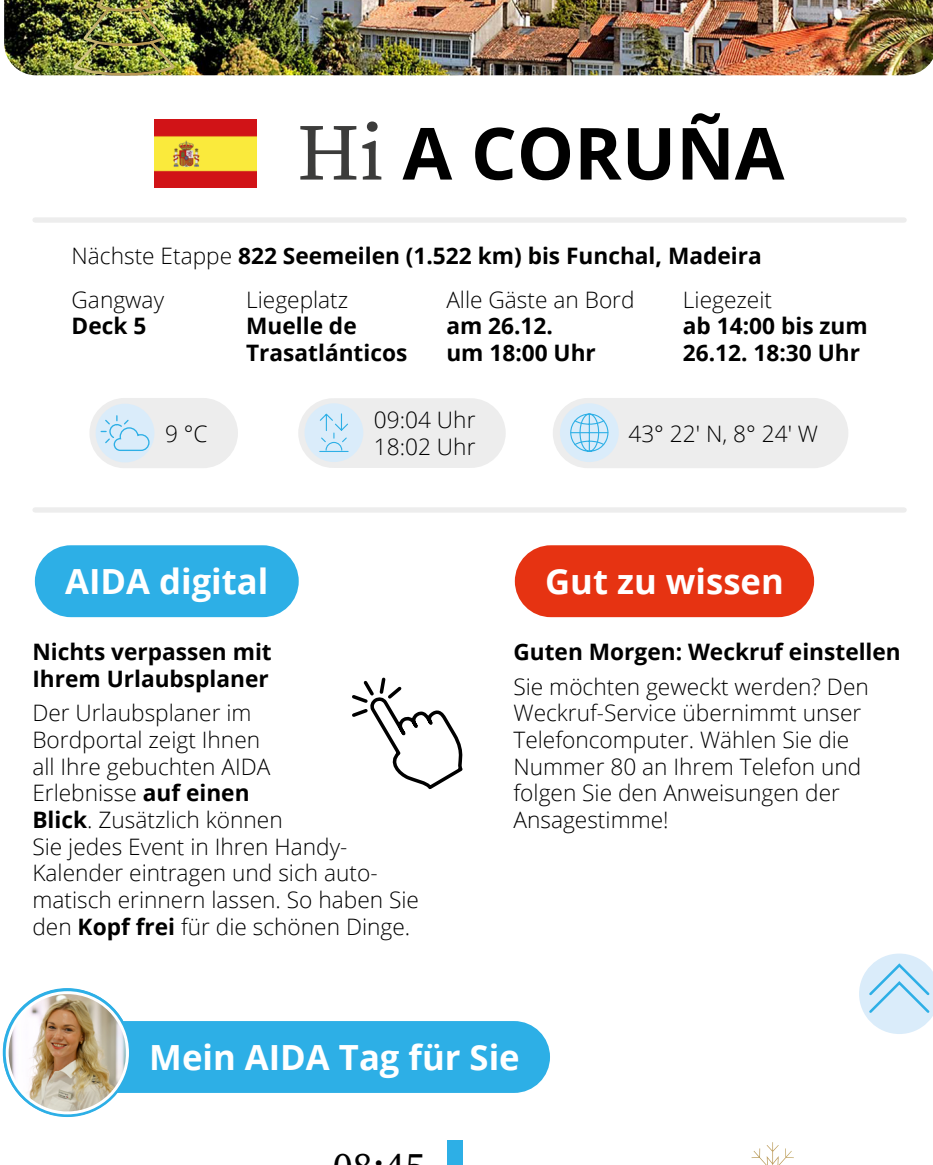 Hi A CORUÑA
Nächste Etappe 822 Seemeilen (1.522 km) bis Funchal, Madeira
Gangway
Deck 5
Liegeplatz
Muelle de
Trasatlánticos
Alle Gäste an Bord
am 26.12.
um 18:00 Uhr
Liegezeit
ab 14:00 bis zum
26.12. 18:30 Uhr
9 °C
09:04 Uhr
18:02 Uhr
43° 22' N, 8° 24' W
AIDA digital
Nichts verpassen mit
Ihrem Urlaubsplaner
Der Urlaubsplaner im
Bordportal zeigt Ihnen
all Ihre gebuchten AIDA
Erlebnisse auf einen
Blick. Zusätzlich können
Sie jedes Event in Ihren Handy-
Kalender eintragen und sich auto-
matisch erinnern lassen. So haben Sie
den Kopf frei für die schönen Dinge.
Gut zu wissen
Guten Morgen: Weckruf einstellen
Sie möchten geweckt werden? Den
Weckruf-Service übernimmt unser
Telefoncomputer. Wählen Sie die
Nummer 80 an Ihrem Telefon und
folgen Sie den Anweisungen der
Ansagestimme!
Mein AIDA Tag für Sie
08:45